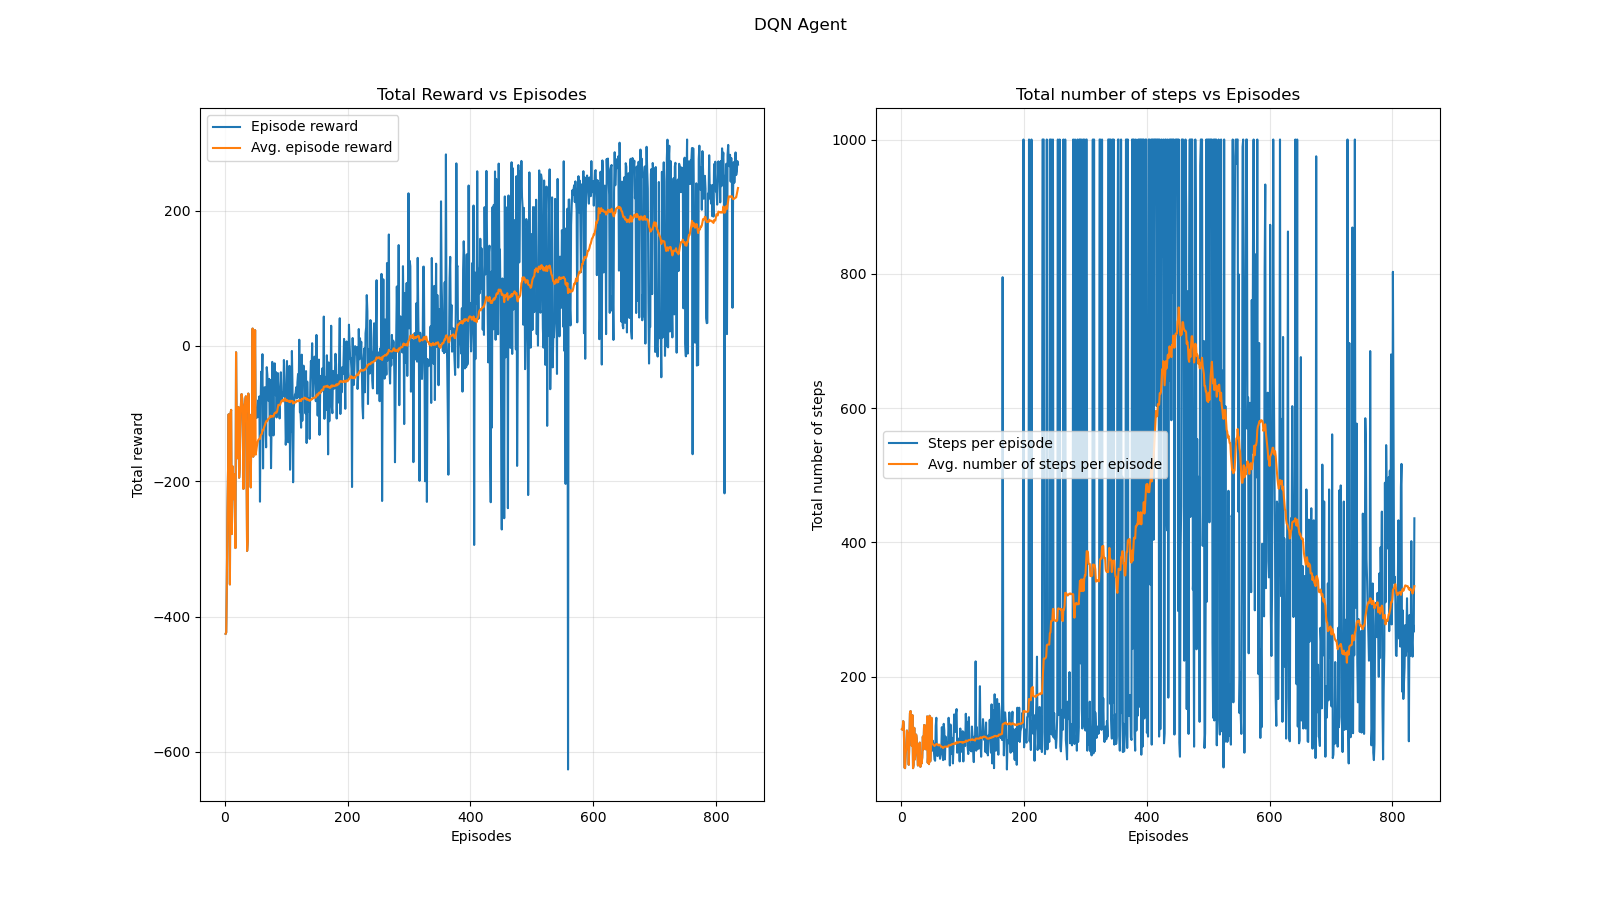 DQN Agent
Total Reward vs Episodes
Episode reward
Avg. episode reward
200
0
−200
−400
−600
Total reward
0
200
400
600
800
Episodes
Total number of steps vs Episodes
1000
800
600
400
200
Total number of steps
Steps per episode
Avg. number of steps per episode
0
200
400
600
800
Episodes